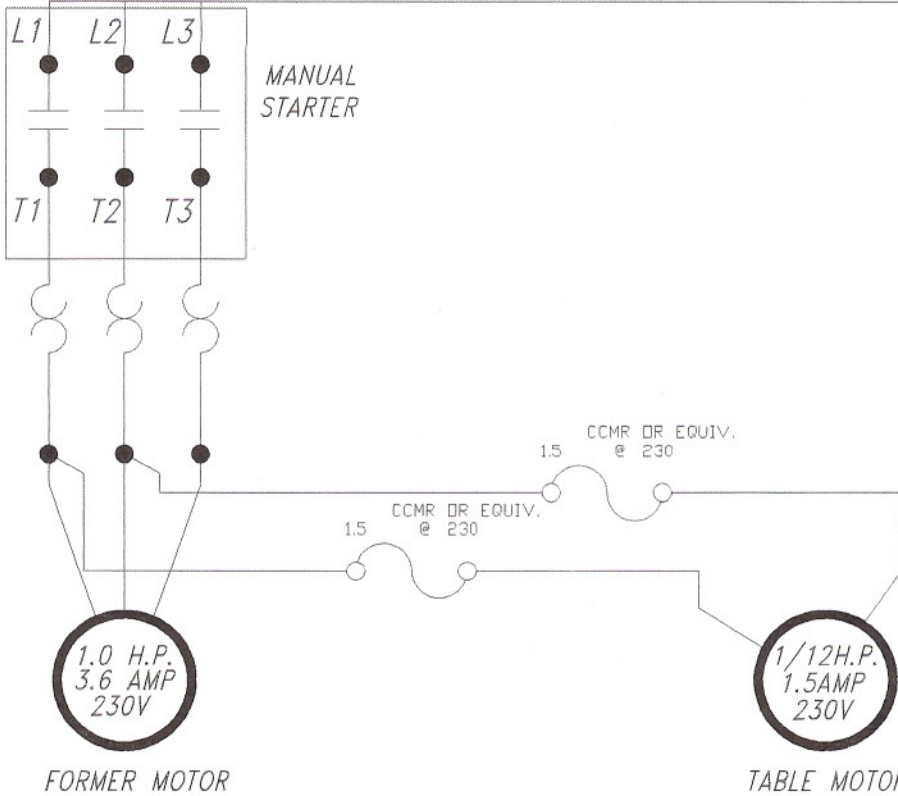 L1 L2 L3
MANUAL
STARTER
T1 T2 T3
CCMR OR EQUIV.
1.5 @ 230
CCMR OR EQUIV.
1.5 @ 230
1.0 H.P.
3.6 AMP
230V
1/12H.P.
1.5AMP
230V
FORMER MOTOR
TABLE MOTOR